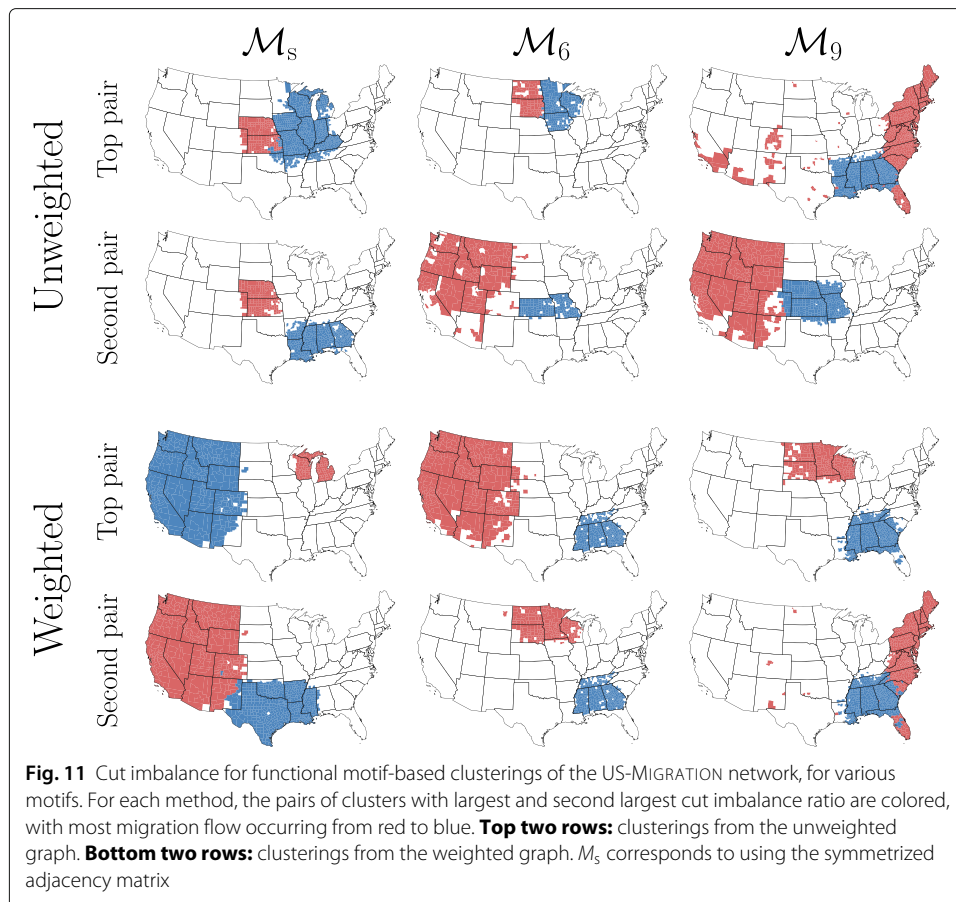 ℳs ℳ6 ℳ9
Unweighted
Top pair
Second pair
Weighted
Top pair
Second pair
Fig. 11 Cut imbalance for functional motif-based clusterings of the US-MIGRATION network, for various
motifs. For each method, the pairs of clusters with largest and second largest cut imbalance ratio are colored,
with most migration flow occurring from red to blue. Top two rows: clusterings from the unweighted
graph. Bottom two rows: clusterings from the weighted graph. Ms corresponds to using the symmetrized
adjacency matrix